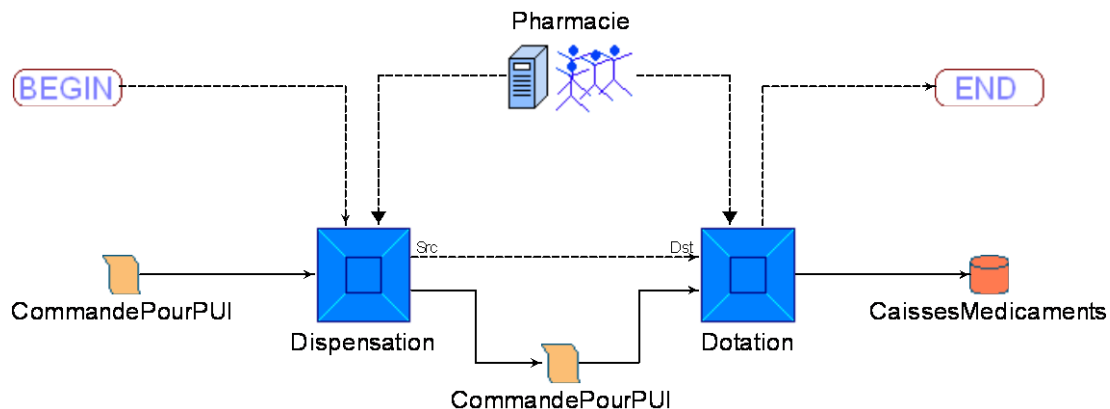 Pharmacie
BEGIN
END
Src
Dst
CommandePourPUI
CaissesMedicaments
Dispensation
Dotation
CommandePourPUI